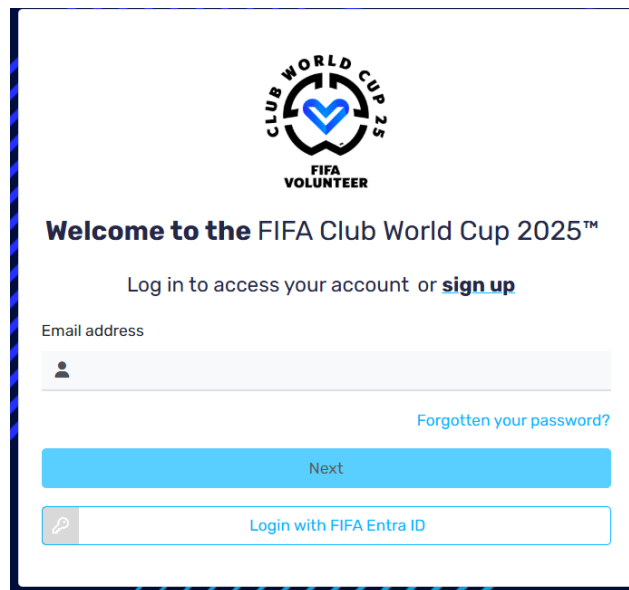 CLUB WORLD CUP 25
FIFA
VOLUNTEER
Welcome to the FIFA Club World Cup 2025™
Log in to access your account or sign up
Email address
Forgotten your password?
Next
Login with FIFA Entra ID